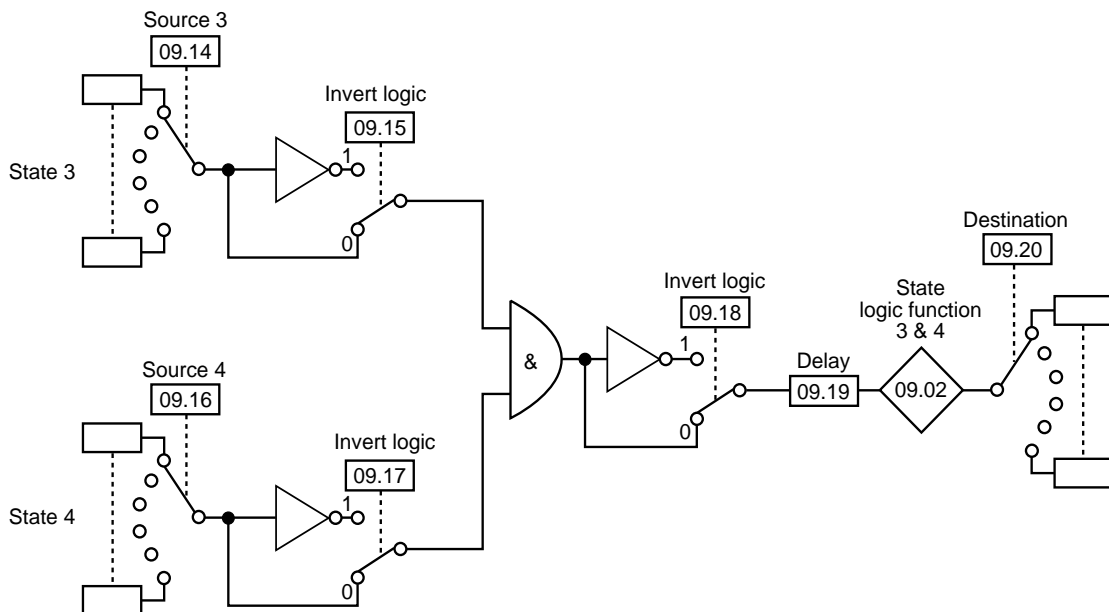 Source 3
09.14
Invert logic
09.15
1
State 3
0
Destination
09.20
Invert logic
09.18
State
logic function
3 & 4
1
&
Delay
09.19
09.02
0
Source 4
09.16
Invert logic
09.17
1
State 4
0